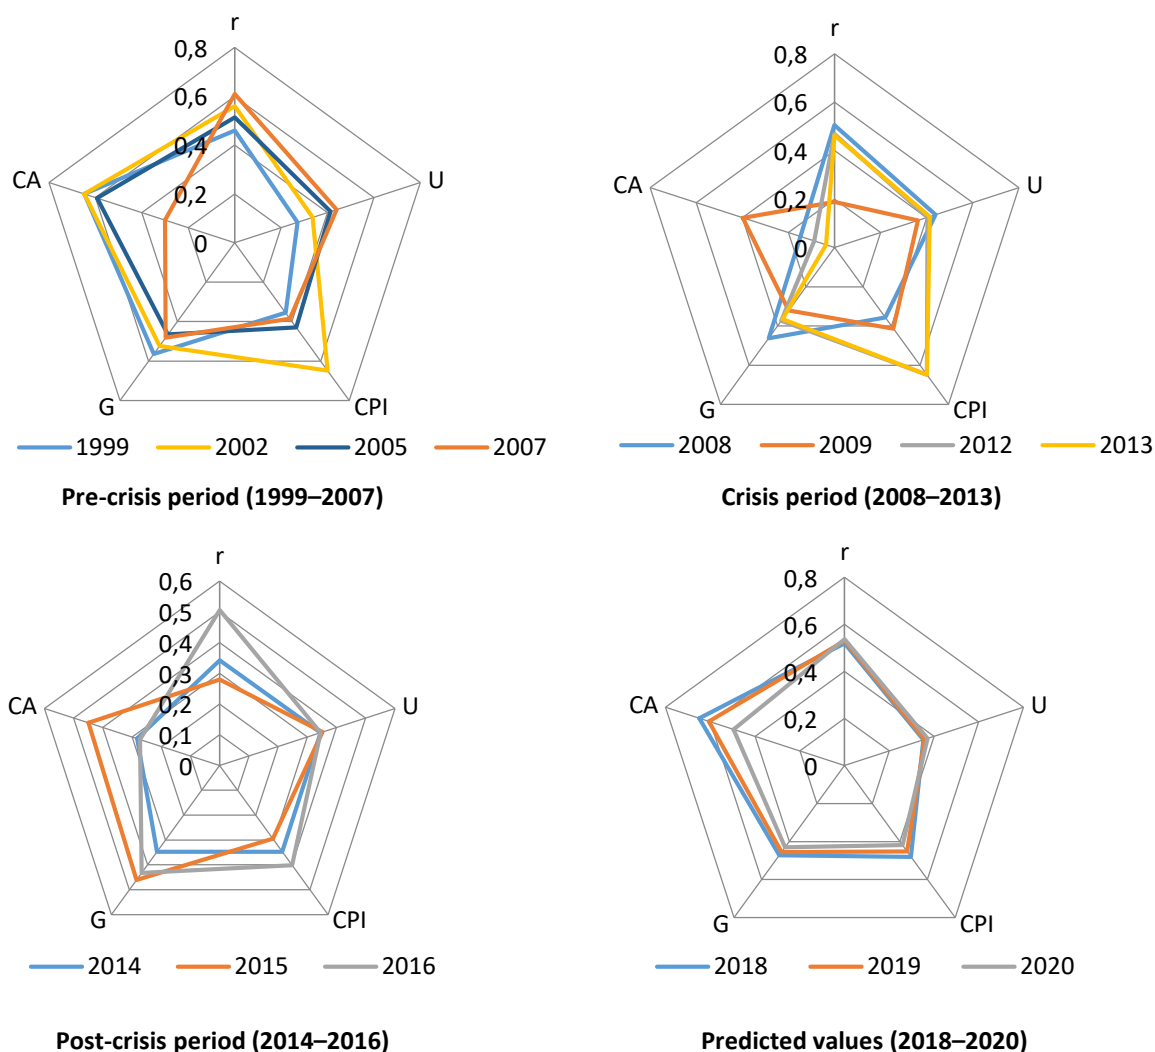 r
0,8
0,6
0,4
0,2
0
CA
U
G
CPI
1999 2002 2005 2007
Pre-crisis period (1999–2007)
r
0,8
0,6
0,4
0,2
0
CA
U
G
CPI
2008 2009 2012 2013
Crisis period (2008–2013)
r
0,6
0,5
0,4
0,3
0,2
0,1
0
CA
U
G
CPI
2014 2015 2016
Post-crisis period (2014–2016)
r
0,8
0,6
0,4
0,2
0
CA
U
G
CPI
2018 2019 2020
Predicted values (2018–2020)